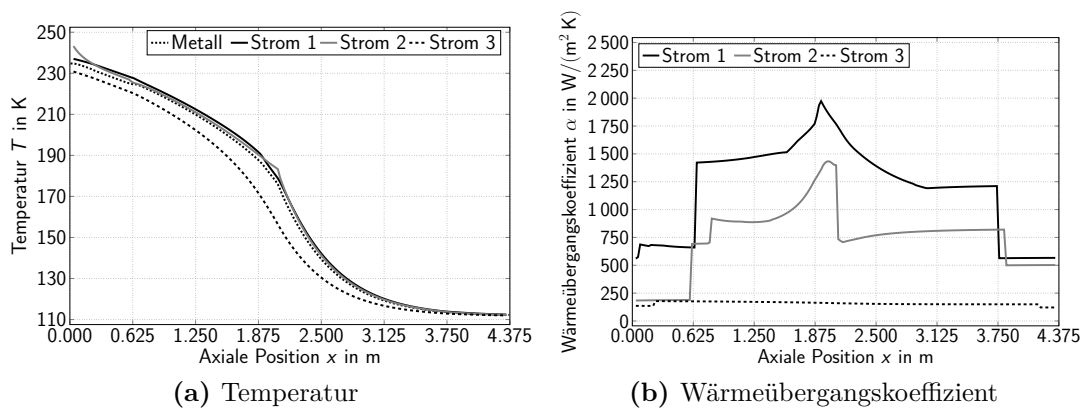 250
230
210
190
170
150
130
110
Temperatur T in K
Metall Strom 1 Strom 2 Strom 3
0.000 0.625 1.250 1.875 2.500 3.125 3.750 4.375
Axiale Position x in m
(a) Temperatur
2 500
2 250
2 000
1 750
1 500
1 250
1 000
750
500
250
0
Wärmeübergangskoeffizient α in W/(m² K)
Strom 1 Strom 2 Strom 3
0.000 0.625 1.250 1.875 2.500 3.125 3.750 4.375
Axiale Position x in m
(b) Wärmeübergangskoeffizient